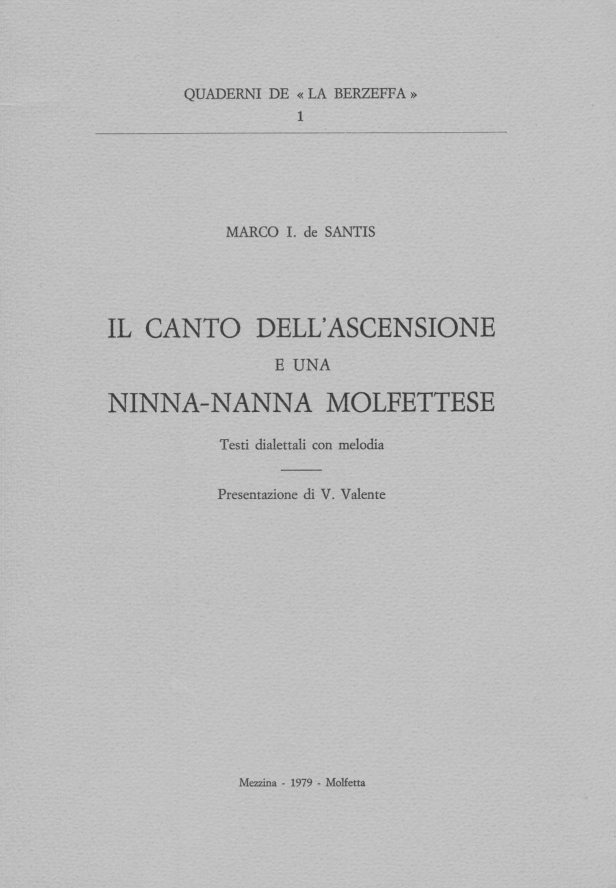 QUADERNI DE « LA BERZEFFA »
1
MARCO I. de SANTIS
IL CANTO DELL'ASCENSIONE
E UNA
NINNA-NANNA MOLFETTESE
Testi dialettali con melodia
Presentazione di V. Valente
Mezzina - 1979 - Molfetta